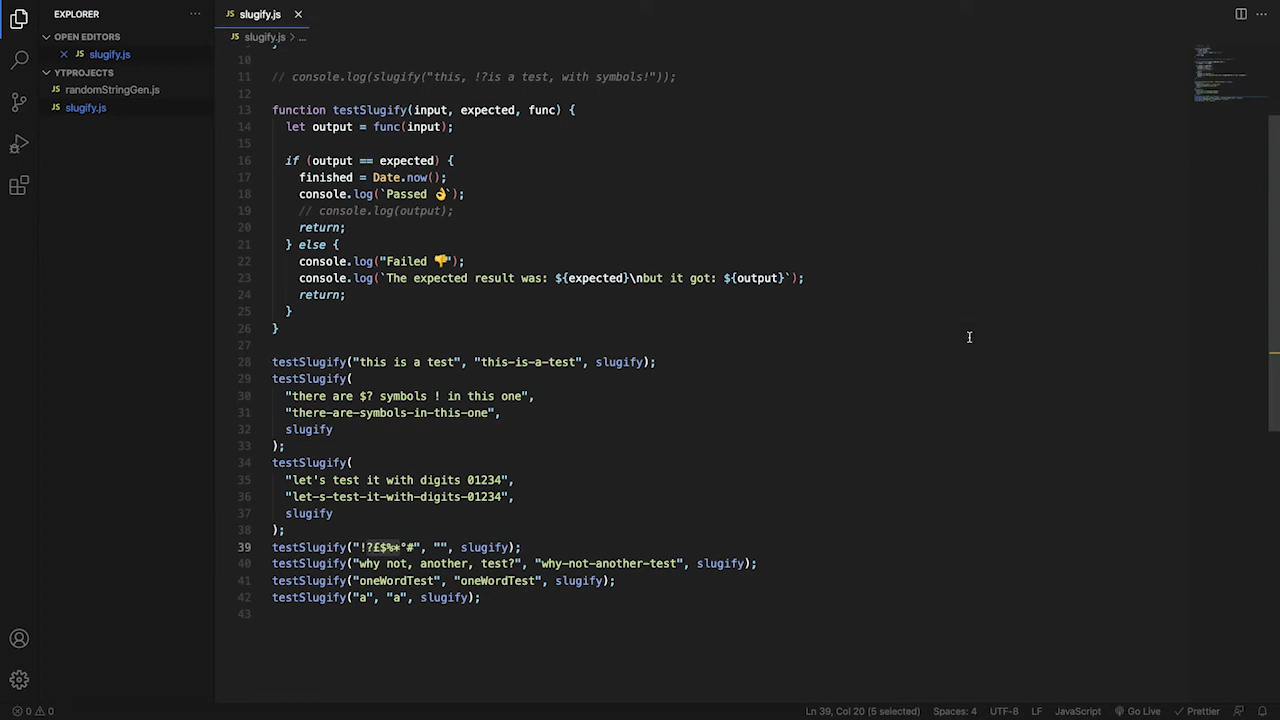 EXPLORER
···
OPEN EDITORS
JS slugify.js
YTPROJECTS
randomStringGen.js
slugify.js
JS slugify.js
JS slugify.js > ...
10
11 // console.log(slugify("this, !?is a test, with symbols!"));
12
13 function testSlugify(input, expected, func) {
14 let output = func(input);
15
16 if (output == expected) {
17 finished = Date.now();
18 console.log(`Passed 👌`);
19 // console.log(output);
20 return;
21 } else {
22 console.log("Failed 👎");
23 console.log(`The expected result was: ${expected}\nbut it got: ${output}`);
24 return;
25 }
26 }
27
28 testSlugify("this is a test", "this-is-a-test", slugify);
29 testSlugify(
30 "there are $? symbols ! in this one",
31 "there-are-symbols-in-this-one",
32 slugify
33 );
34 testSlugify(
35 "let's test it with digits 01234",
36 "let-s-test-it-with-digits-01234",
37 slugify
38 );
39 testSlugify("!?£$%*°#", "", slugify);
40 testSlugify("why not, another, test?", "why-not-another-test", slugify);
41 testSlugify("oneWordTest", "oneWordTest", slugify);
42 testSlugify("a", "a", slugify);
43
0 0
Ln 39, Col 20 (5 selected) Spaces: 4 UTF-8 LF JavaScript Go Live Prettier